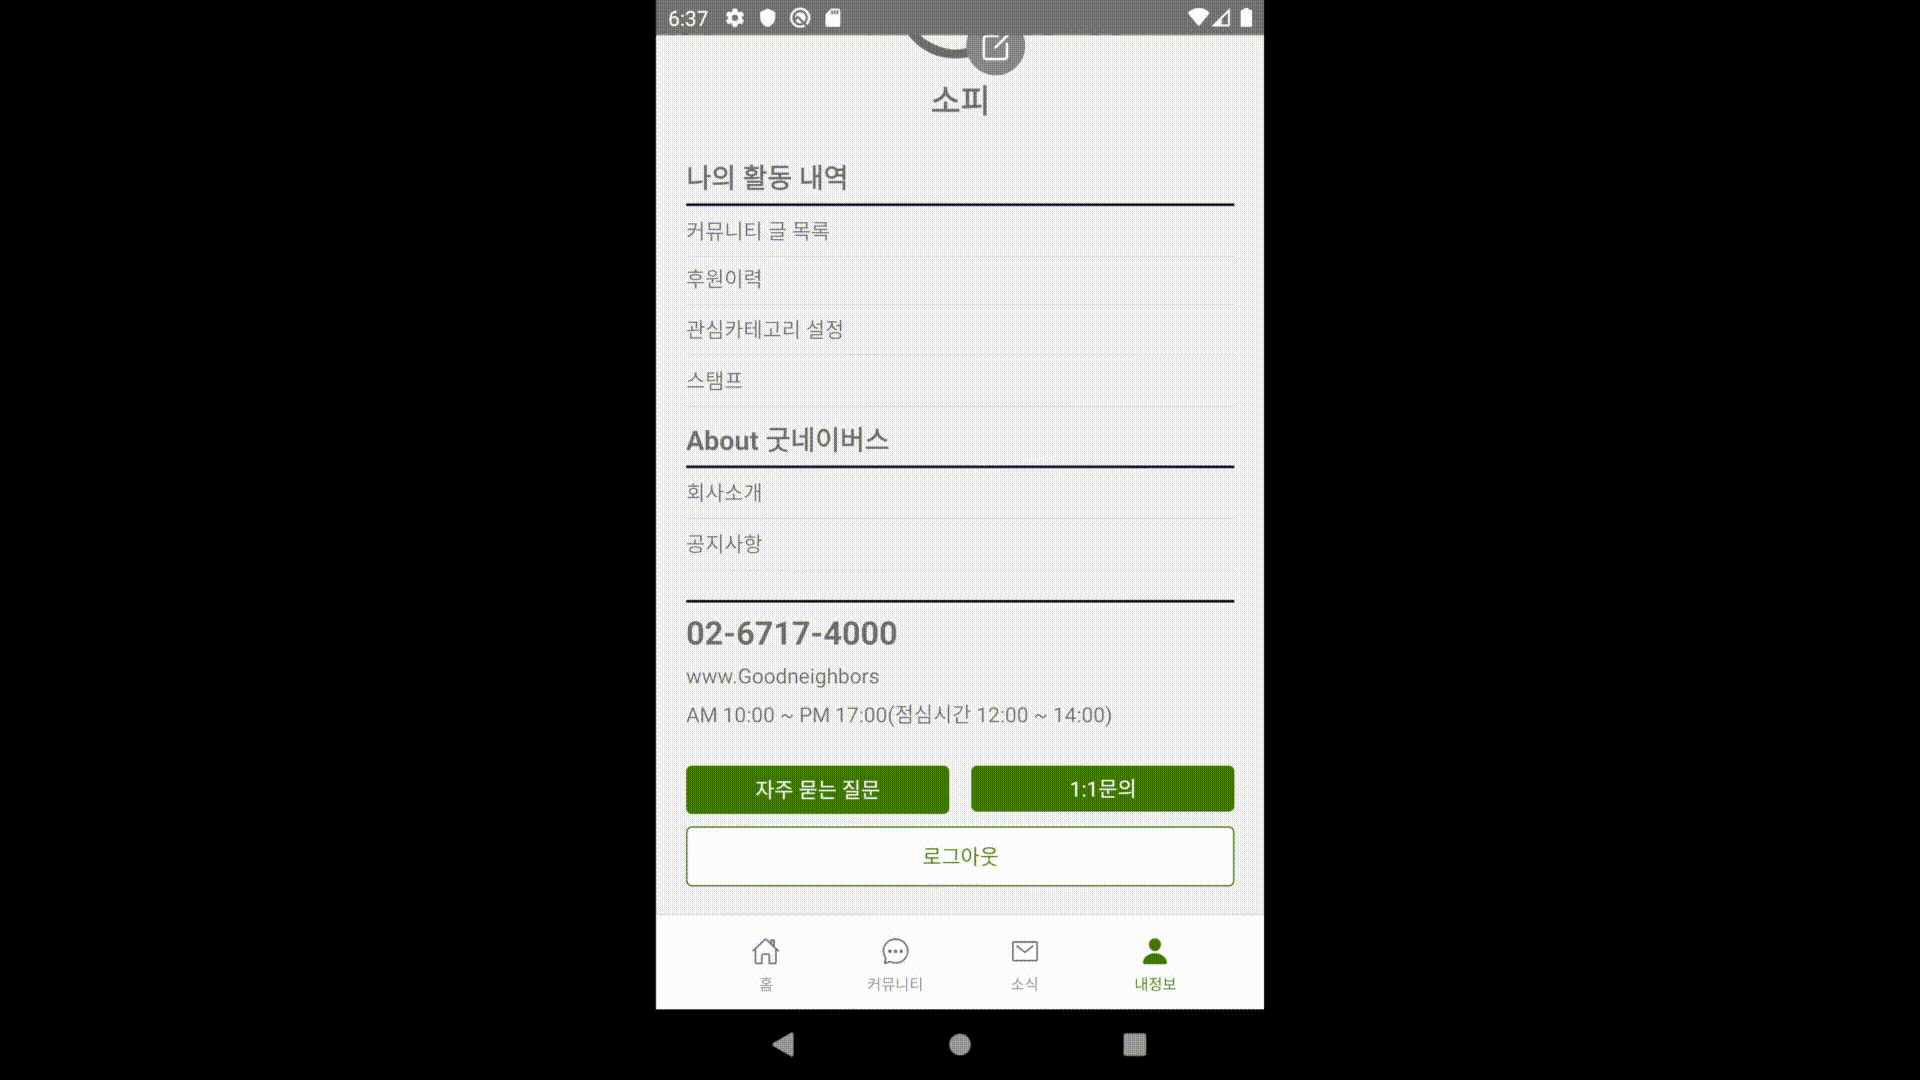 6:37
소피
나의 활동 내역
커뮤니티 글 목록
후원이력
관심카테고리 설정
스탬프
About 굿네이버스
회사소개
공지사항
02-6717-4000
www.Goodneighbors
AM 10:00 ~ PM 17:00(점심시간 12:00 ~ 14:00)
자주 묻는 질문 1:1문의
로그아웃
홈 커뮤니티 소식 내정보